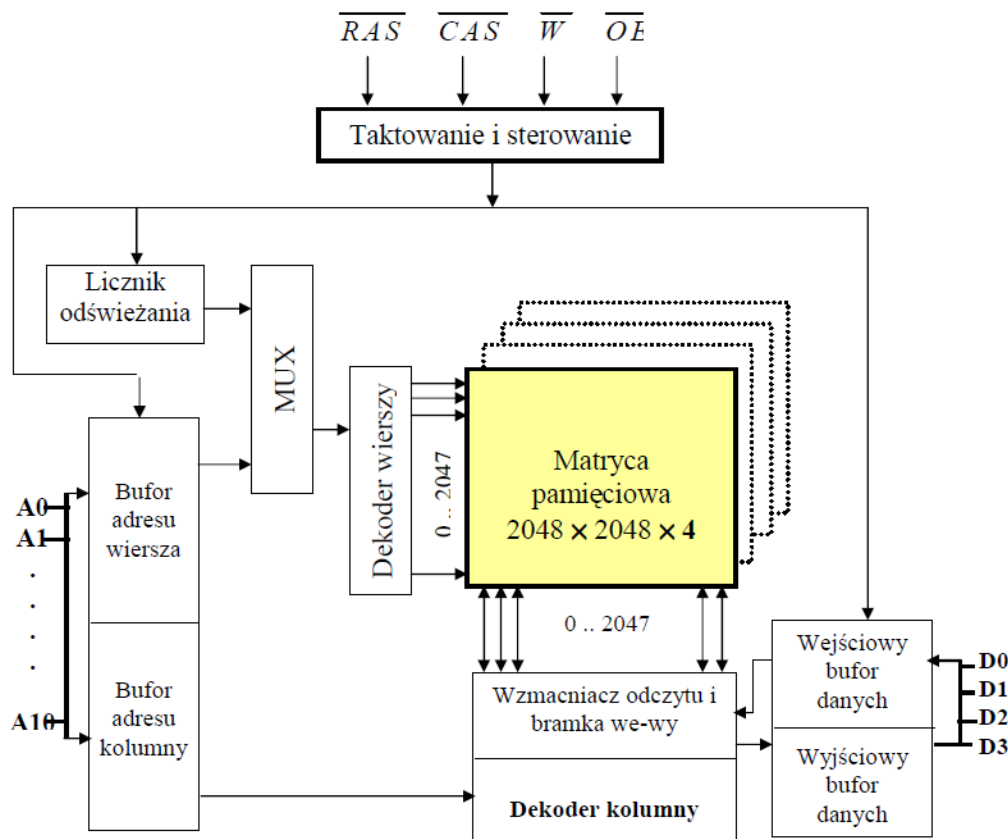 RAS CAS W OE
Taktowanie i sterowanie
Licznik
odświeżania
MUX
Dekoder wierszy
0 .. 2047
Matryca
pamięciowa
2048 × 2048 × 4
Bufor
adresu
wiersza
A0
A1
.
.
.
.
A10
Bufor
adresu
kolumny
0 .. 2047
Wzmacniacz odczytu i
bramka we-wy
Dekoder kolumny
Wejściowy
bufor
danych
Wyjściowy
bufor
danych
D0
D1
D2
D3